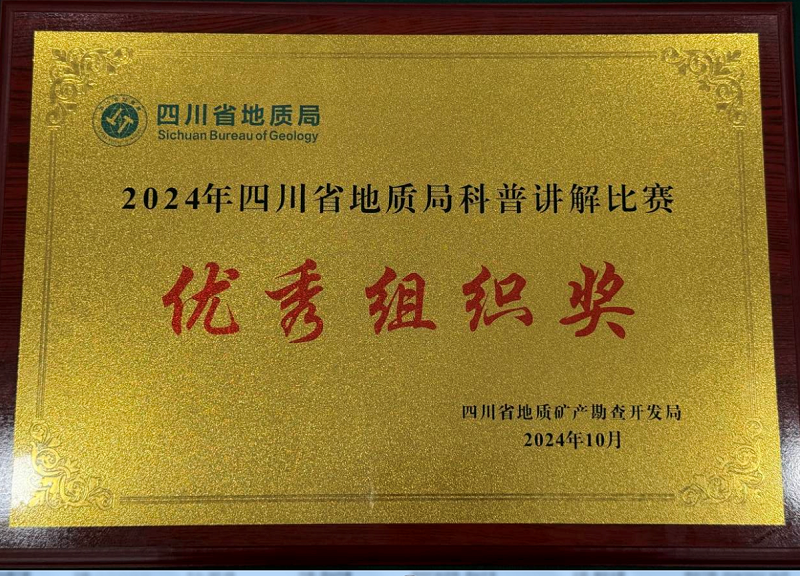 四川省地质局
Sichuan Bureau of Geology
2024年四川省地质局科普讲解比赛
优秀组织奖
四川省地质矿产勘查开发局
2024年10月